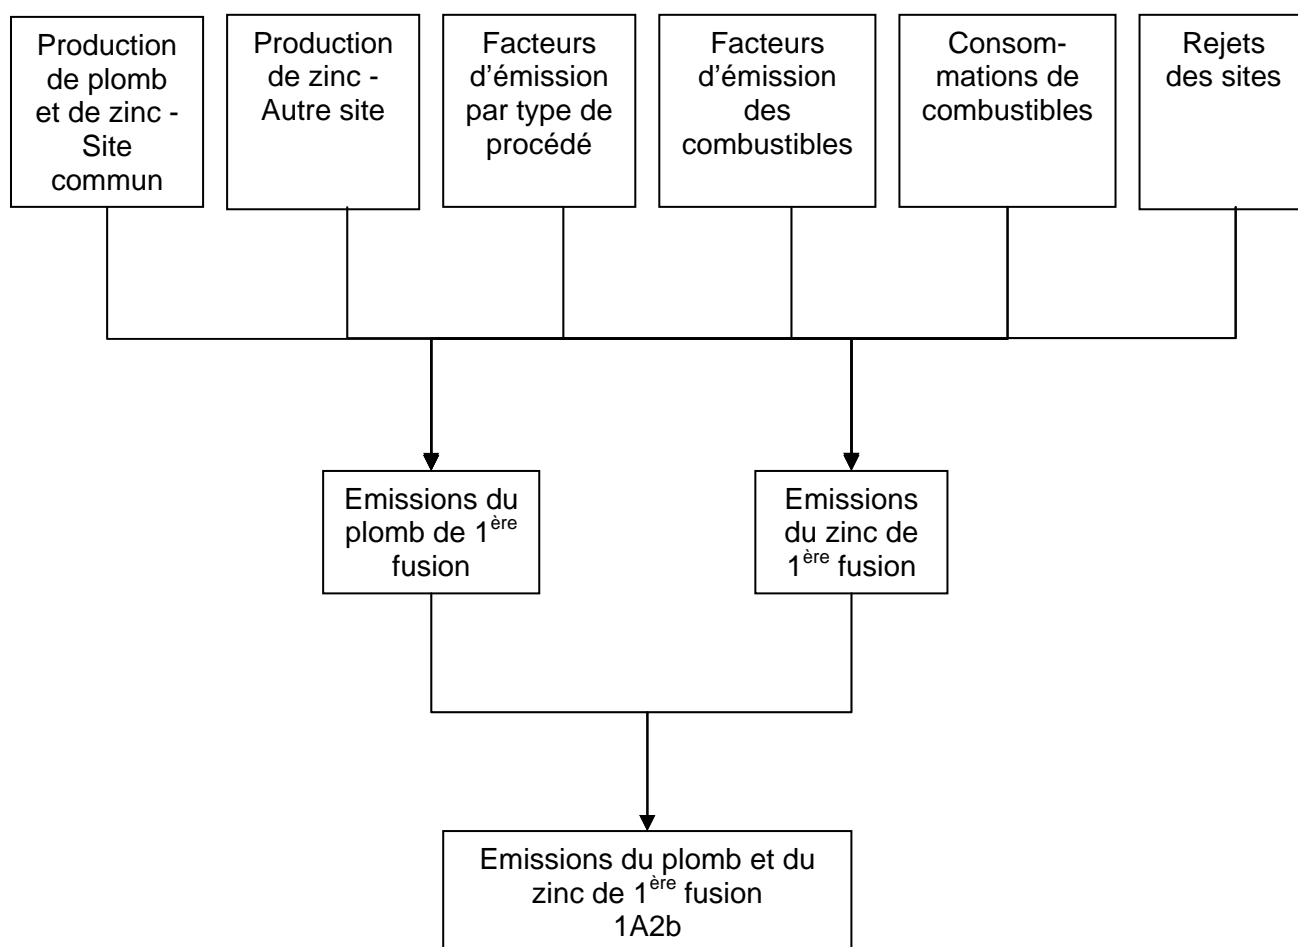 Production
de plomb
et de zinc -
Site
commun
Production
de zinc -
Autre site
Facteurs
d’émission
par type de
procédé
Facteurs
d’émission
des
combustibles
Consom-
mations de
combustibles
Rejets
des sites
Emissions du
plomb de 1ère
fusion
Emissions
du zinc de
1ère fusion
Emissions du plomb et du
zinc de 1ère fusion
1A2b